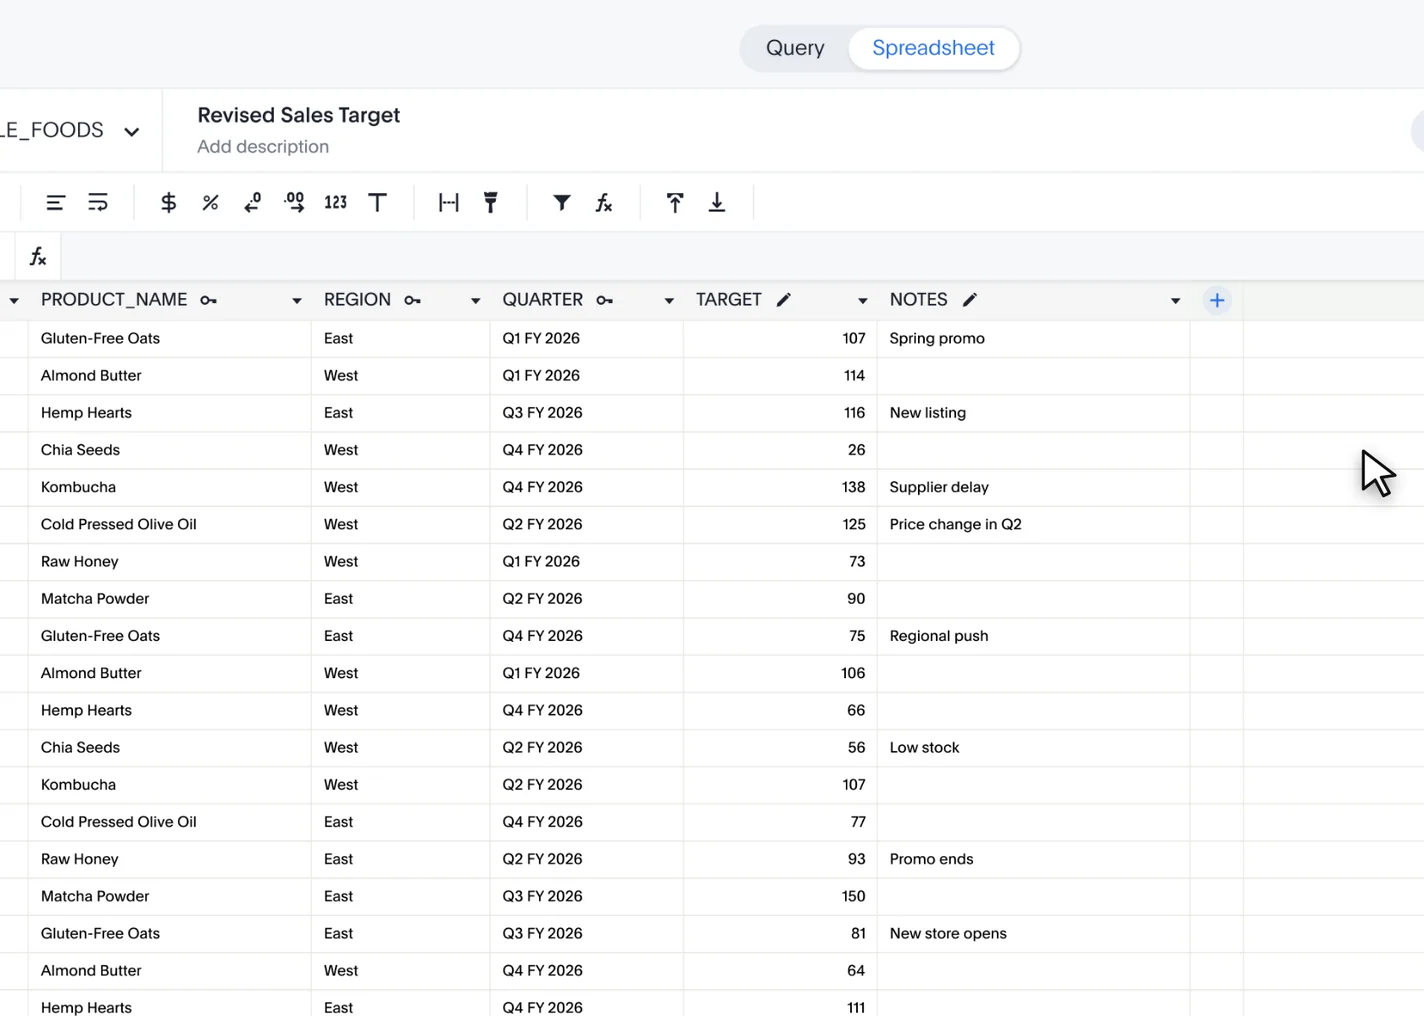 Query Spreadsheet
LE_FOODS
Revised Sales Target
Add description
$ % .0 .00 123 T
fx
PRODUCT_NAME REGION QUARTER TARGET NOTES +
Gluten-Free Oats East Q1 FY 2026 107 Spring promo
Almond Butter West Q1 FY 2026 114
Hemp Hearts East Q3 FY 2026 116 New listing
Chia Seeds West Q4 FY 2026 26
Kombucha West Q4 FY 2026 138 Supplier delay
Cold Pressed Olive Oil West Q2 FY 2026 125 Price change in Q2
Raw Honey West Q1 FY 2026 73
Matcha Powder East Q2 FY 2026 90
Gluten-Free Oats East Q4 FY 2026 75 Regional push
Almond Butter West Q1 FY 2026 106
Hemp Hearts West Q4 FY 2026 66
Chia Seeds West Q2 FY 2026 56 Low stock
Kombucha West Q2 FY 2026 107
Cold Pressed Olive Oil East Q4 FY 2026 77
Raw Honey East Q2 FY 2026 93 Promo ends
Matcha Powder East Q3 FY 2026 150
Gluten-Free Oats East Q3 FY 2026 81 New store opens
Almond Butter West Q4 FY 2026 64
Hemp Hearts East Q4 FY 2026 111